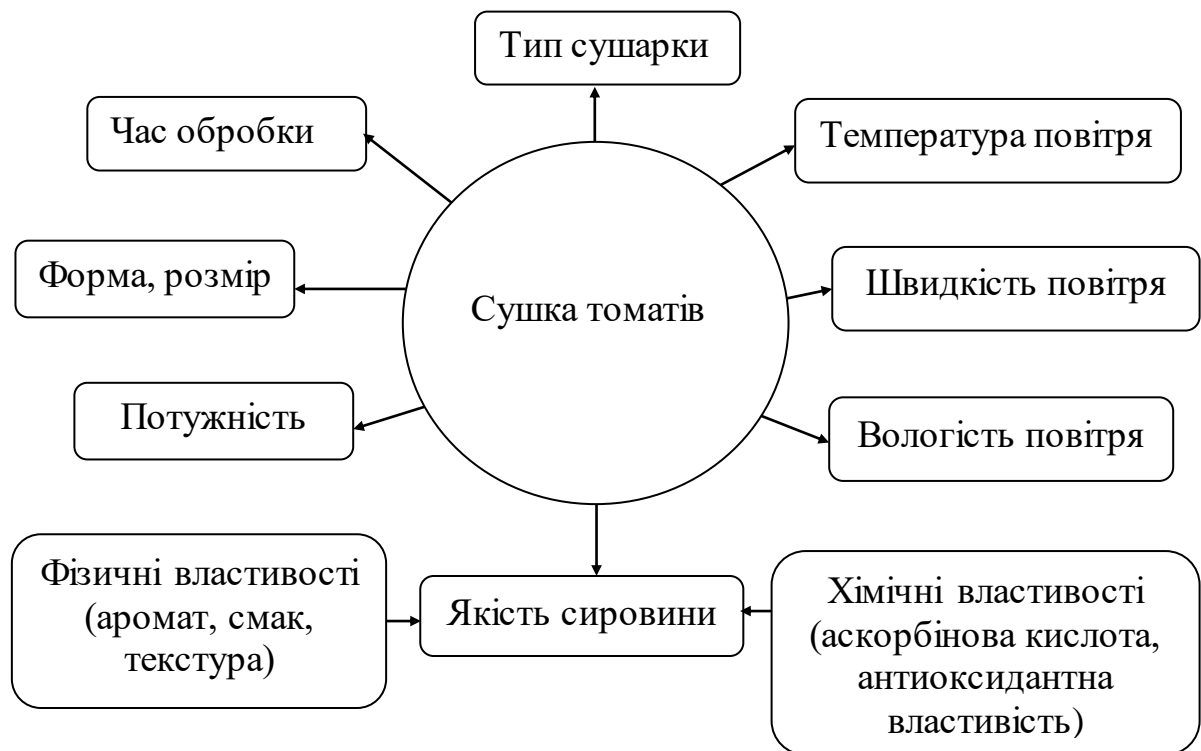 Тип сушарки
Час обробки
Температура повітря
Форма, розмір
Швидкість повітря
Сушка томатів
Потужність
Вологість повітря
Фізичні властивості
(аромат, смак,
текстура)
Якість сировини
Хімічні властивості
(аскорбінова кислота,
антиоксидантна
властивість)